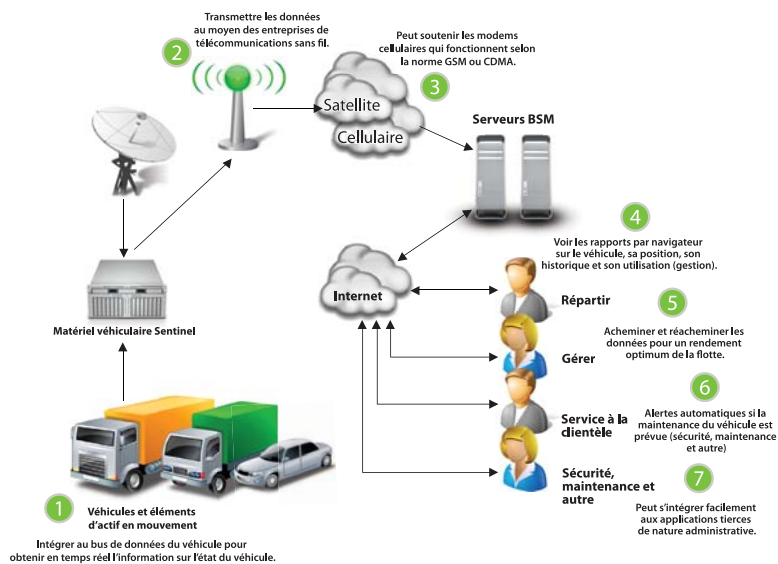 Transmettre les données
au moyen des entreprises de
télécommunications sans fil.
2
Peut soutenir les modems
cellulaires qui fonctionnent selon
la norme GSM ou CDMA.
3
Satellite
Cellulaire
Serveurs BSM
4
Voir les rapports par navigateur
sur le véhicule, sa position, son
historique et son utilisation (gestion).
Internet
Répartir
5
Acheminer et réacheminer les
données pour un rendement
optimum de la flotte.
Matériel véhiculaire Sentinel
Gérer
6
Alertes automatiques si la
maintenance du véhicule est
prévue (sécurité, maintenance
et autre)
Service à la
clientèle
Sécurité,
maintenance et
autre
7
Peut s'intégrer facilement
aux applications tierces
de nature administrative.
1
Véhicules et éléments
d'actif en mouvement
Intégrer au bus de données du véhicule pour
obtenir en temps réel l'information sur l'état du véhicule.